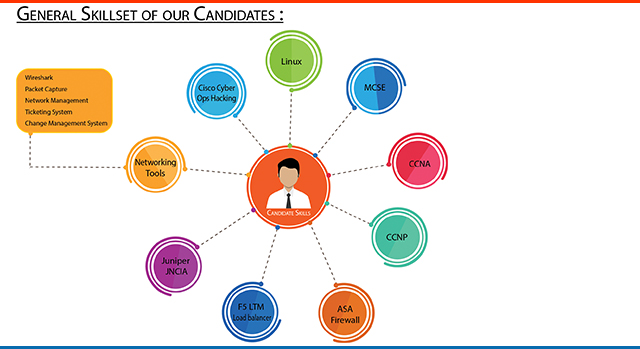 General Skillset of our Candidates :
Linux
Cisco Cyber
Ops Hacking
MCSE
Wireshark
Packet Capture
Network Management
Ticketing System
Change Management System
Networking
Tools
CCNA
Candidate Skills
CCNP
Juniper
JNCIA
F5 LTM
Load balancer
ASA
Firewall